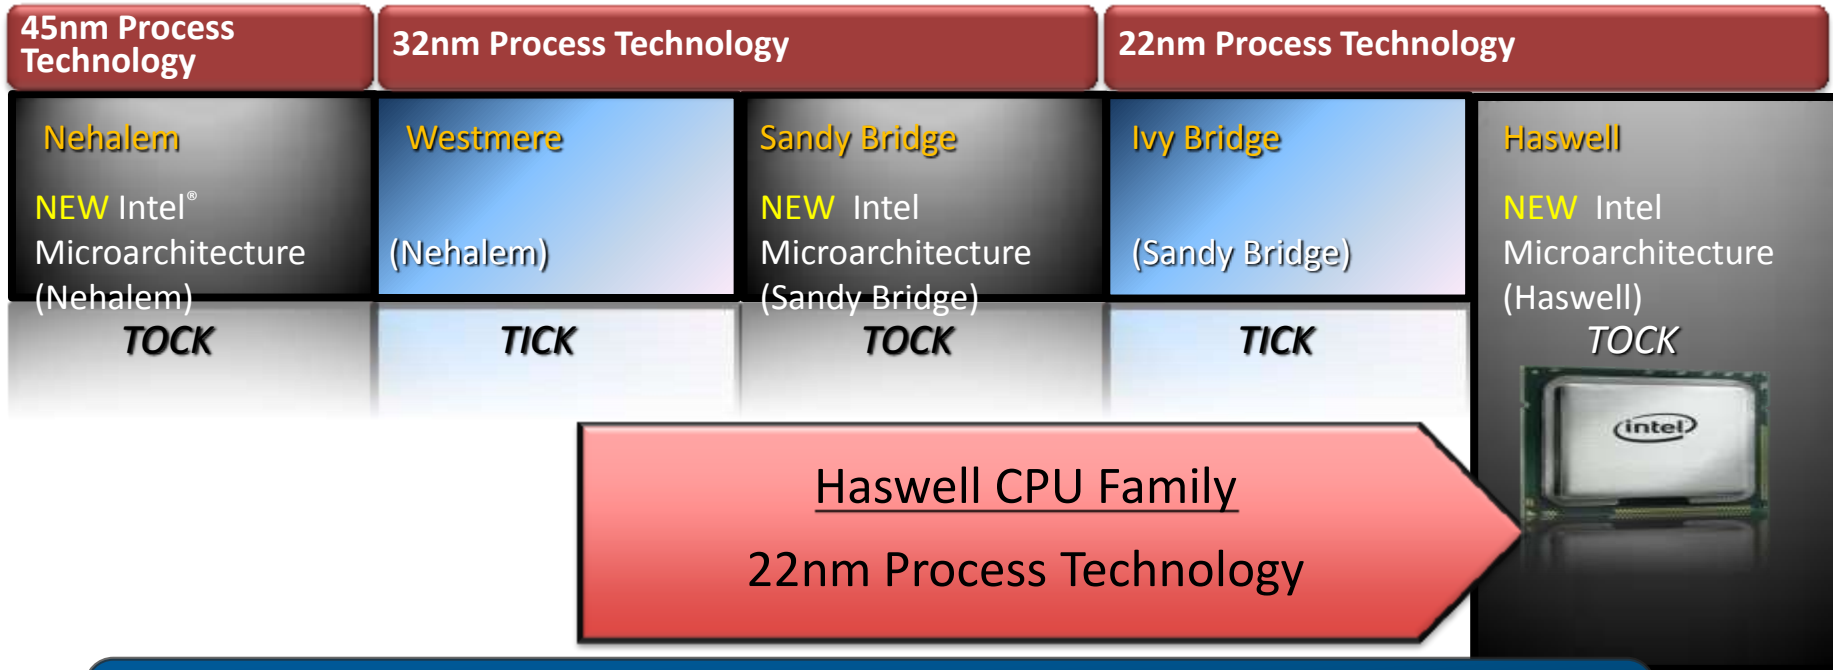 45nm Process
Technology
32nm Process Technology
22nm Process Technology
Nehalem
NEW Intel®
Microarchitecture
(Nehalem)
TOCK
Westmere
(Nehalem)
TICK
Sandy Bridge
NEW Intel
Microarchitecture
(Sandy Bridge)
TOCK
Ivy Bridge
(Sandy Bridge)
TICK
Haswell
NEW Intel
Microarchitecture
(Haswell)
TOCK
intel
Haswell CPU Family
22nm Process Technology